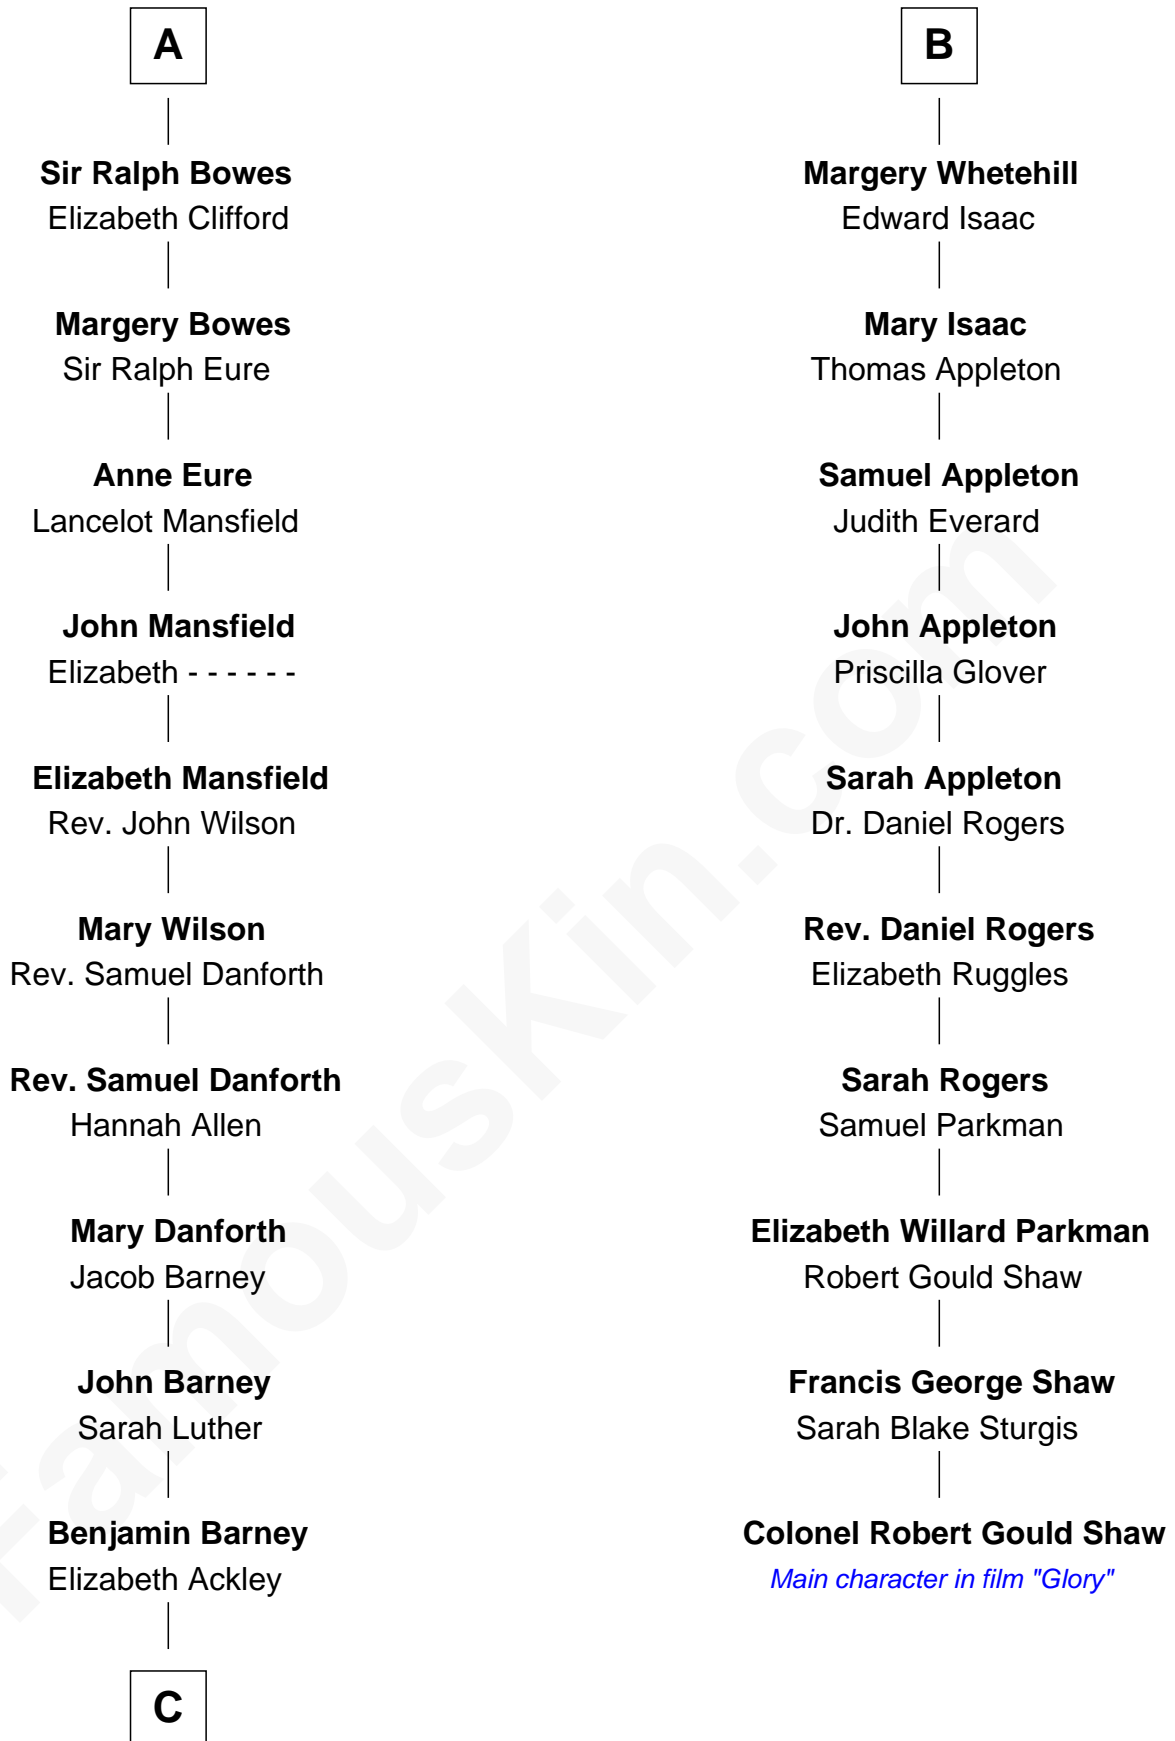 A
Sir Ralph Bowes
Elizabeth Clifford
Margery Bowes
Sir Ralph Eure
Anne Eure
Lancelot Mansfield
John Mansfield
Elizabeth - - - - - -
Elizabeth Mansfield
Rev. John Wilson
Mary Wilson
Rev. Samuel Danforth
Rev. Samuel Danforth
Hannah Allen
Mary Danforth
Jacob Barney
John Barney
Sarah Luther
Benjamin Barney
Elizabeth Ackley
C
B
Margery Whetehill
Edward Isaac
Mary Isaac
Thomas Appleton
Samuel Appleton
Judith Everard
John Appleton
Priscilla Glover
Sarah Appleton
Dr. Daniel Rogers
Rev. Daniel Rogers
Elizabeth Ruggles
Sarah Rogers
Samuel Parkman
Elizabeth Willard Parkman
Robert Gould Shaw
Francis George Shaw
Sarah Blake Sturgis
Colonel Robert Gould Shaw
Main character in film "Glory"
FamousKin.com